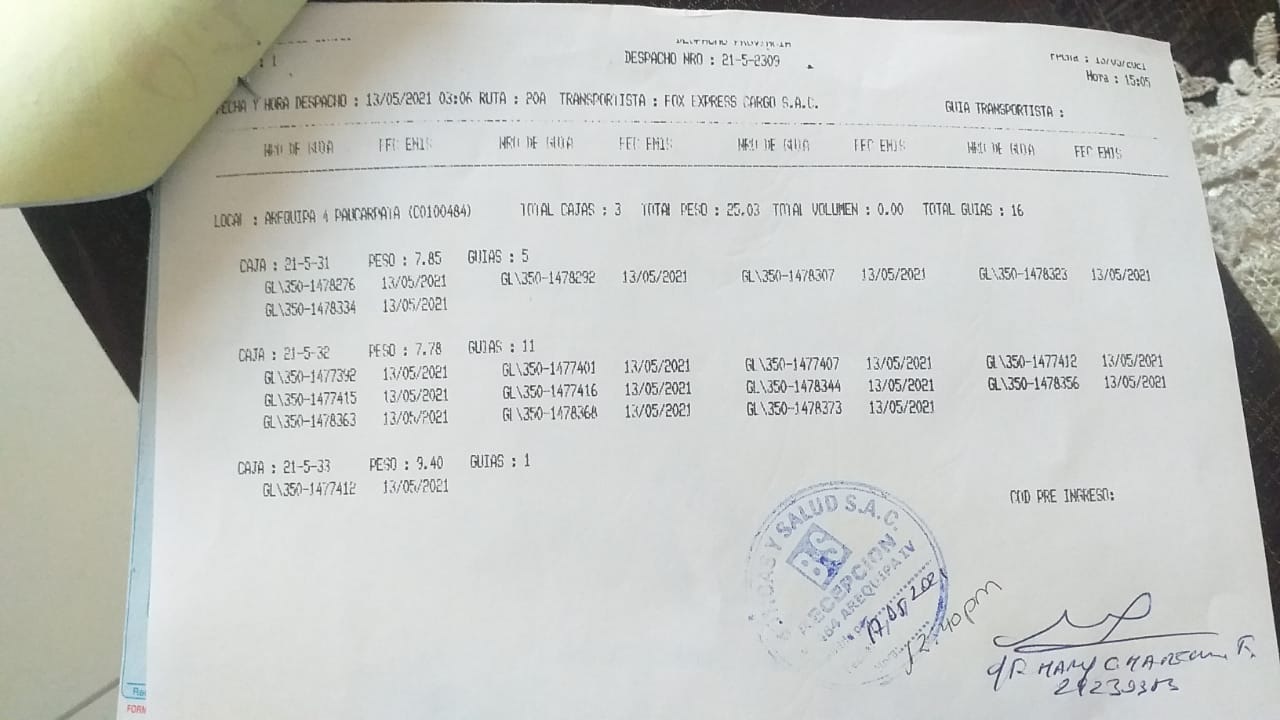 DESPACHO PROVINCIA
: 1
DESPACHO NRO : 21-5-2309
Hora : 15:05
FECHA Y HORA DESPACHO : 13/05/2021 03:06 RUTA : POA TRANSPORTISTA : FOX EXPRESS CARGO S.A.C. GUIA TRANSPORTISTA :
NRO DE GUIA FEC EMIS NRO DE GUIA FEC EMIS NRO DE GUIA FEC EMIS NRO DE GUIA FEC EMIS
LOCAL : AREQUIPA 4 PAUCARPATA (C0100484) TOTAL CAJAS : 3 TOTAL PESO : 25.03 TOTAL VOLUMEN : 0.00 TOTAL GUIAS : 16
CAJA : 21-5-31 PESO : 7.85 GUIAS : 5
GL\350-1478276 13/05/2021 GL\350-1478292 13/05/2021 GL\350-1478307 13/05/2021 GL\350-1478323 13/05/2021
GL\350-1478334 13/05/2021
CAJA : 21-5-32 PESO : 7.78 GUIAS : 11
GL\350-1477392 13/05/2021 GL\350-1477401 13/05/2021 GL\350-1477407 13/05/2021 GL\350-1477412 13/05/2021
GL\350-1477415 13/05/2021 GL\350-1477416 13/05/2021 GL\350-1478344 13/05/2021 GL\350-1478356 13/05/2021
GL\350-1478363 13/05/2021 GL\350-1478368 13/05/2021 GL\350-1478373 13/05/2021
CAJA : 21-5-33 PESO : 9.40 GUIAS : 1
GL\350-1477412 13/05/2021
COD PRE INGRESO:
Y SALUD S.A.C.
BS
RECEPCION
AREQUIPA IV
17/05/2021
40pm
Q/F MARY